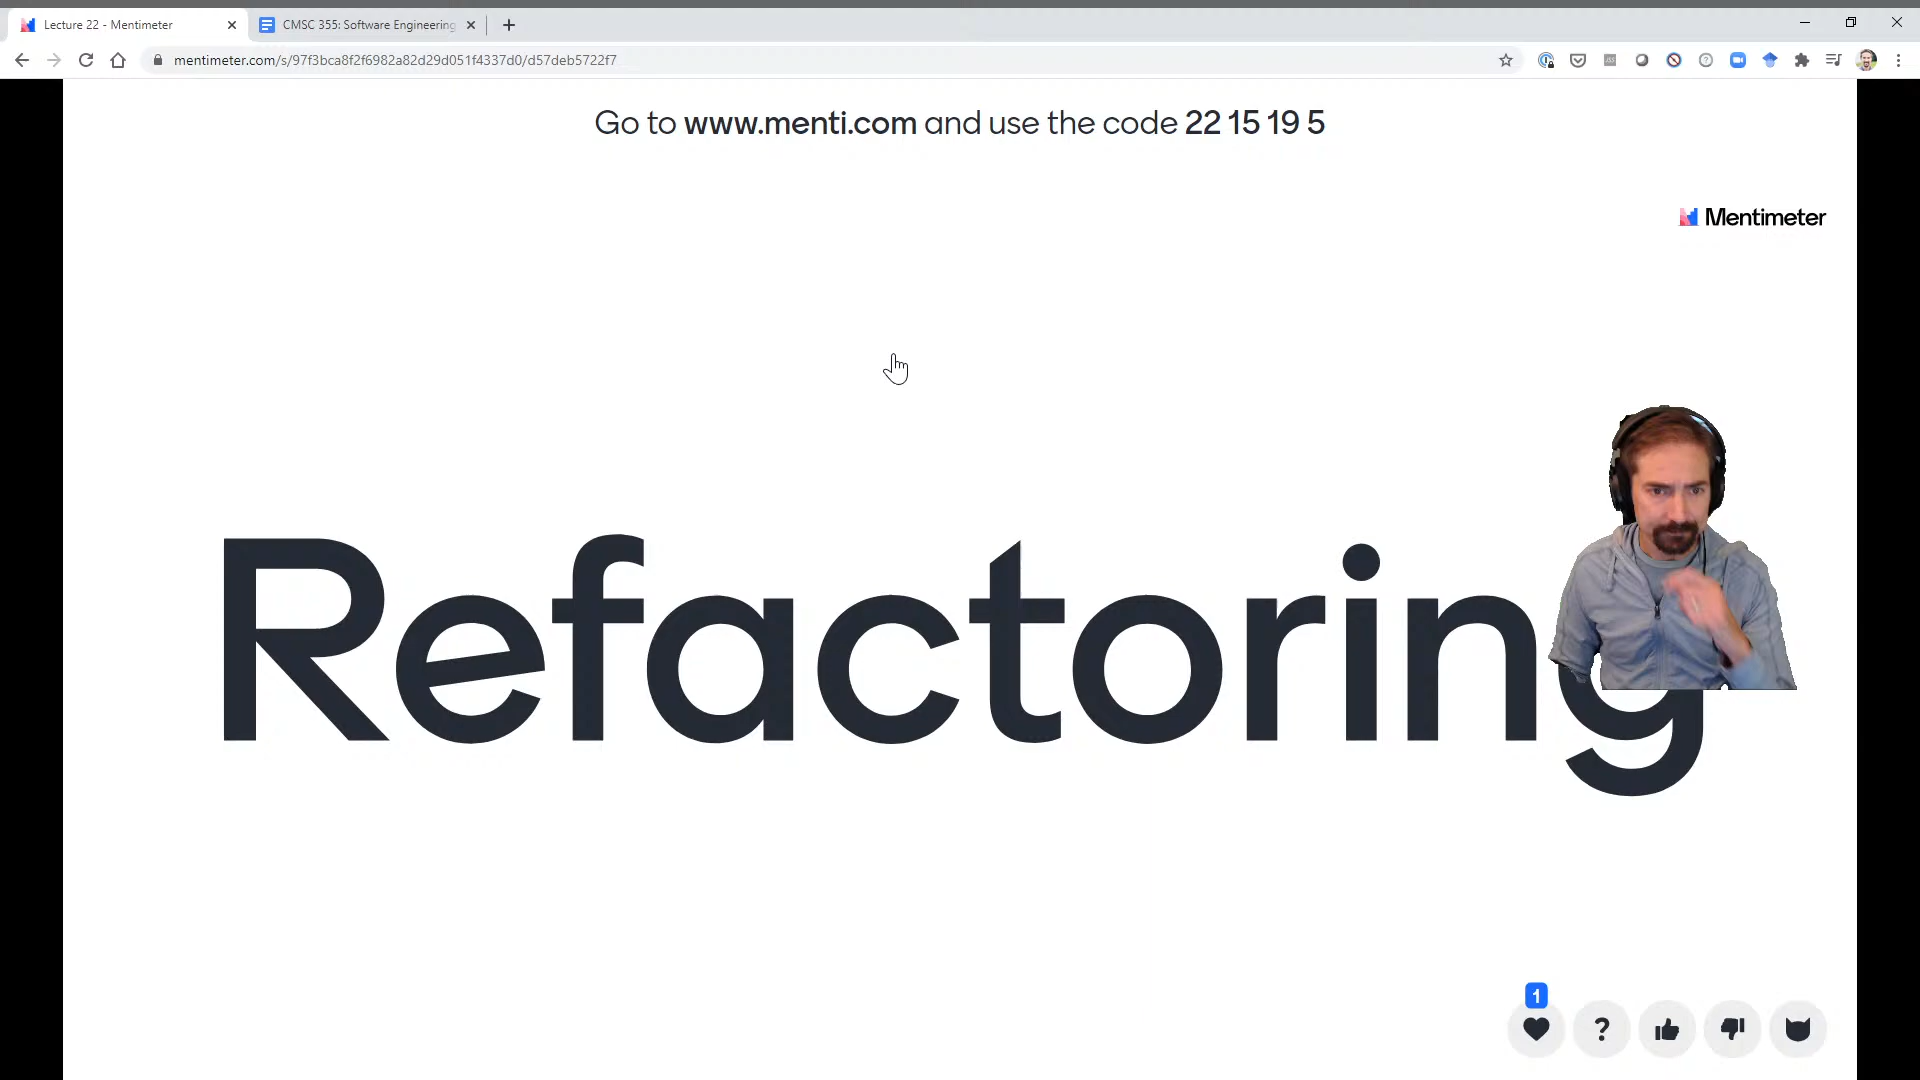 Lecture 22 - Mentimeter
CMSC 355: Software Engineering
mentimeter.com/s/97f3bca8f2f6982a82d29d051f4337d0/d57deb5722f7
Go to www.menti.com and use the code 22 15 19 5
Mentimeter
Refactoring
1
?